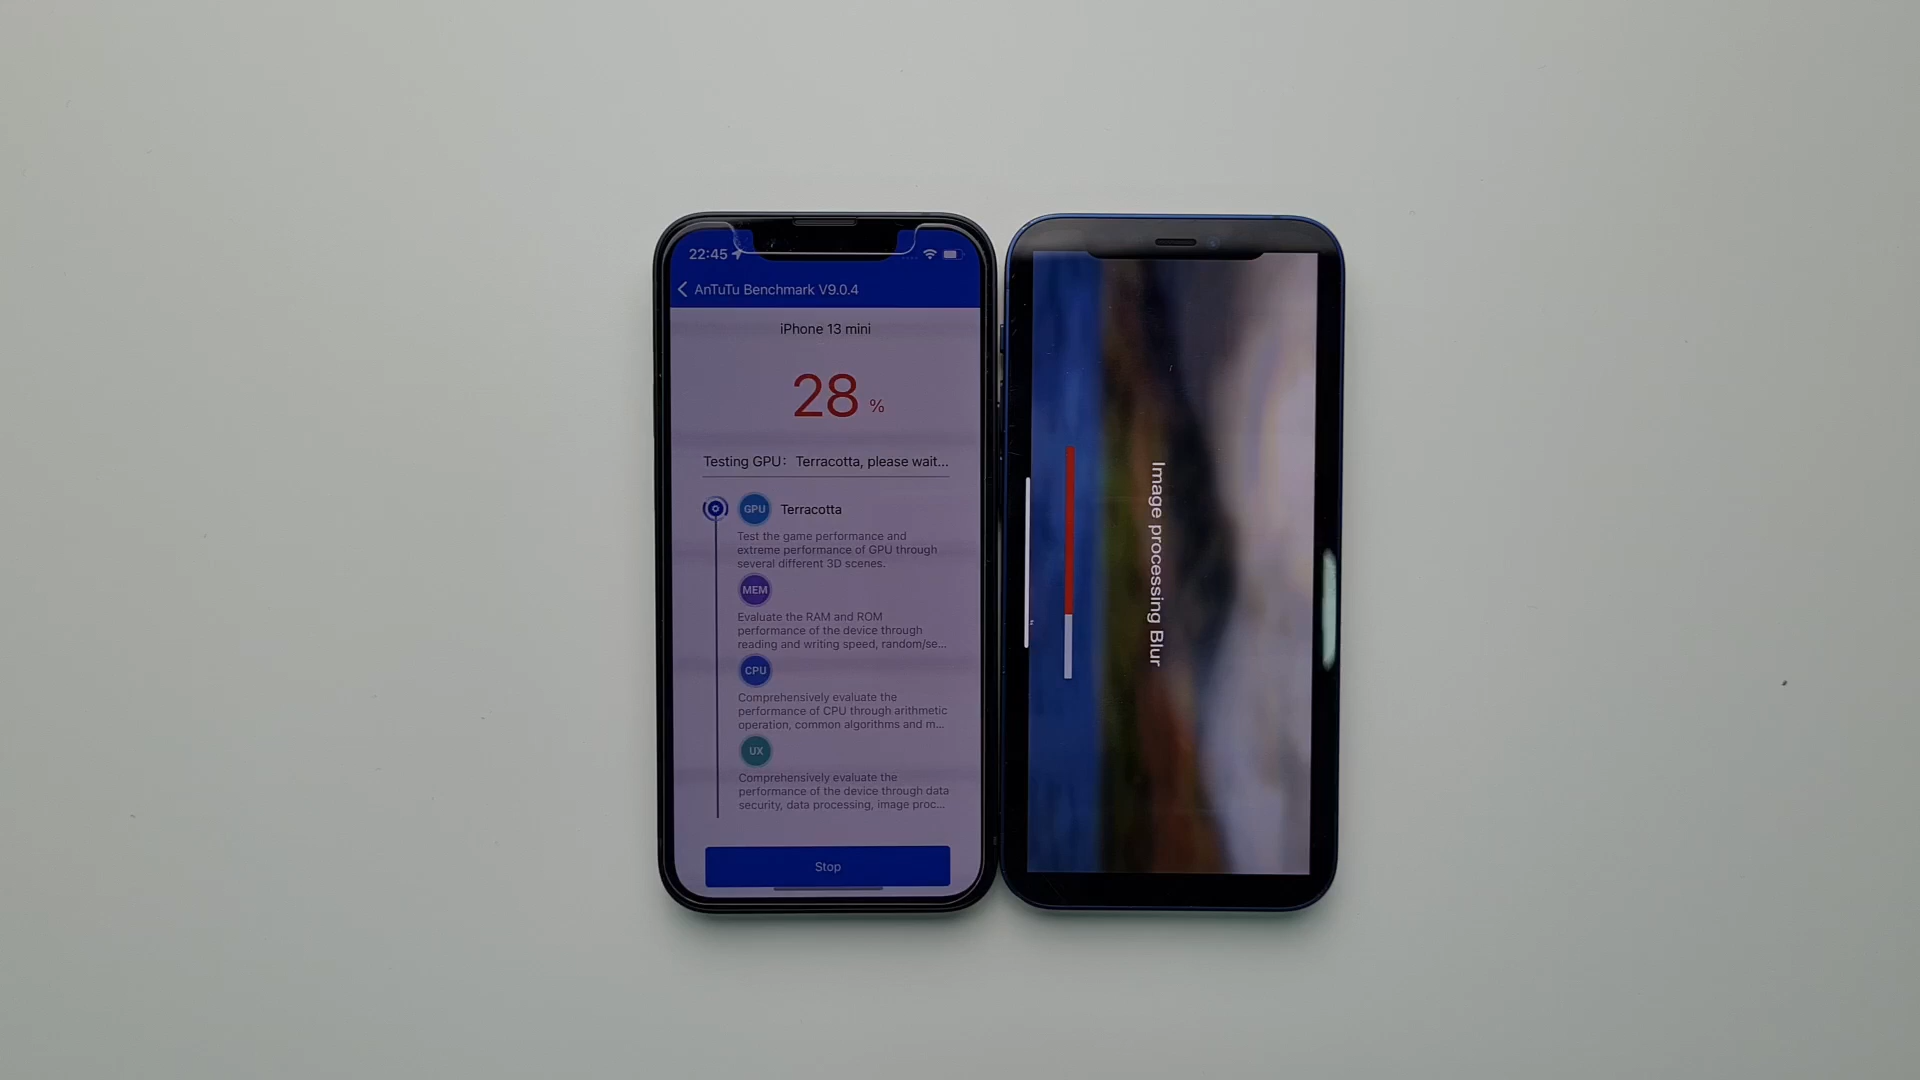 22:45
AnTuTu Benchmark V9.0.4
iPhone 13 mini
28 %
Testing GPU: Terracotta, please wait...
GPU Terracotta
Test the game performance and
extreme performance of GPU through
several different 3D scenes.
MEM
Evaluate the RAM and ROM
performance of the device through
reading and writing speed, random/se...
CPU
Comprehensively evaluate the
performance of CPU through arithmetic
operation, common algorithms and m...
UX
Comprehensively evaluate the
performance of the device through data
security, data processing, image proc...
Stop
Image processing Blur